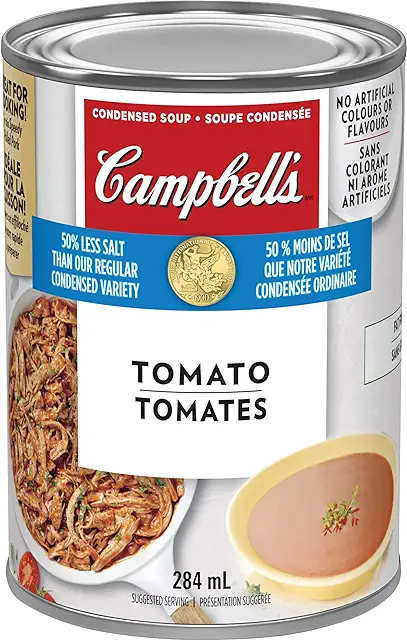 CONDENSED SOUP • SOUPE CONDENSÉE
Campbell's
NO ARTIFICIAL
COLOURS OR
FLAVOURS
SANS
COLORANT
NI ARÔME
ARTIFICIELS
50% LESS SALT
THAN OUR REGULAR
CONDENSED VARIETY
50 % MOINS DE SEL
QUE NOTRE VARIÉTÉ
CONDENSÉE ORDINAIRE
TOMATO
TOMATES
284 mL
SUGGESTED SERVING | PRÉSENTATION SUGGÉRÉE